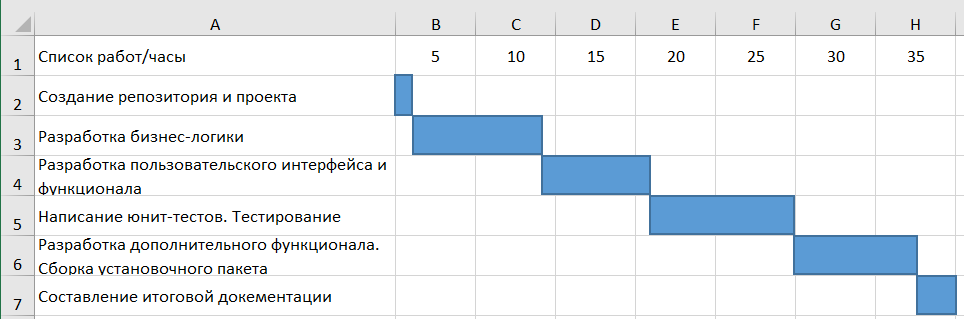 A B C D E F G H
1 Список работ/часы 5 10 15 20 25 30 35
2 Создание репозитория и проекта
3 Разработка бизнес-логики
4 Разработка пользовательского интерфейса и
функционала
5 Написание юнит-тестов. Тестирование
6 Разработка дополнительного функционала.
Сборка установочного пакета
7 Составление итоговой докементации